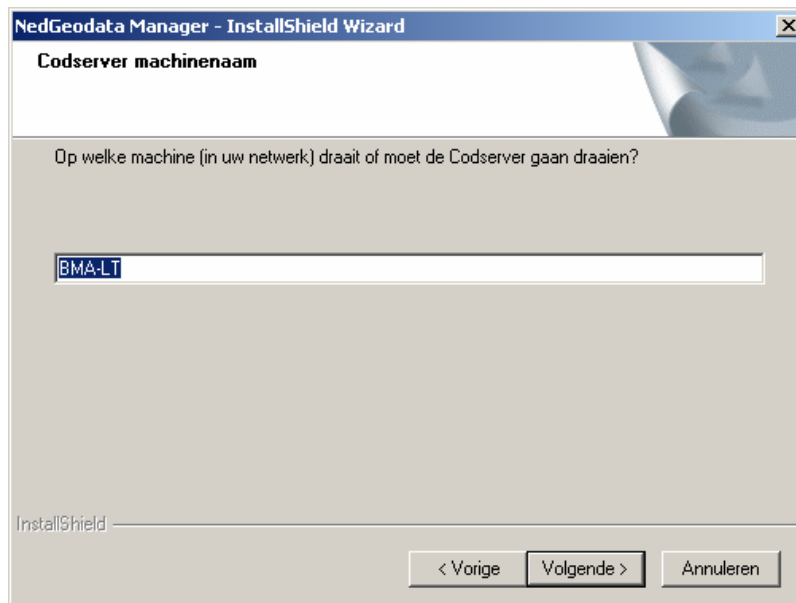 NedGeodata Manager - InstallShield Wizard
Codserver machinenaam
Op welke machine (in uw netwerk) draait of moet de Codserver gaan draaien?
BMA-LT
InstallShield
< Vorige
Volgende >
Annuleren